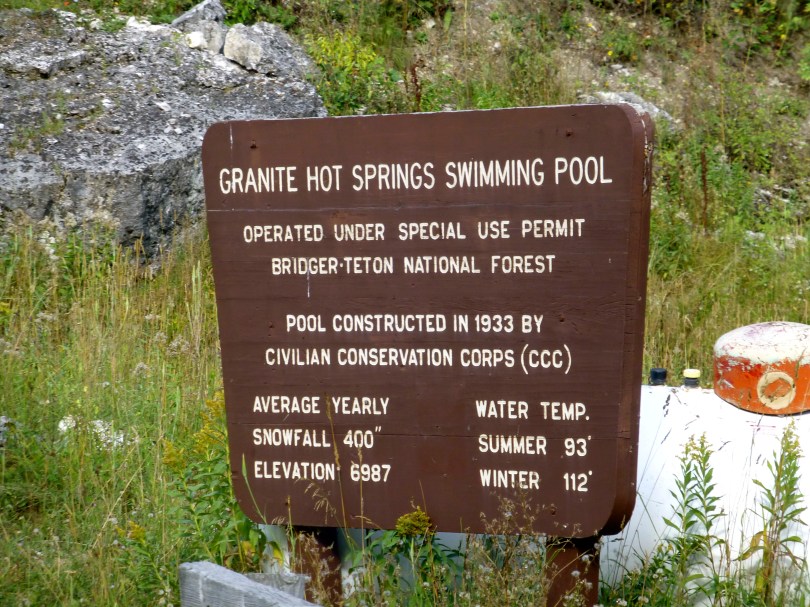 GRANITE HOT SPRINGS SWIMMING POOL
OPERATED UNDER SPECIAL USE PERMIT
BRIDGER-TETON NATIONAL FOREST
POOL CONSTRUCTED IN 1933 BY
CIVILIAN CONSERVATION CORPS (CCC)
AVERAGE YEARLY
SNOWFALL 400"
ELEVATION 6987
WATER TEMP.
SUMMER 93°
WINTER 112°